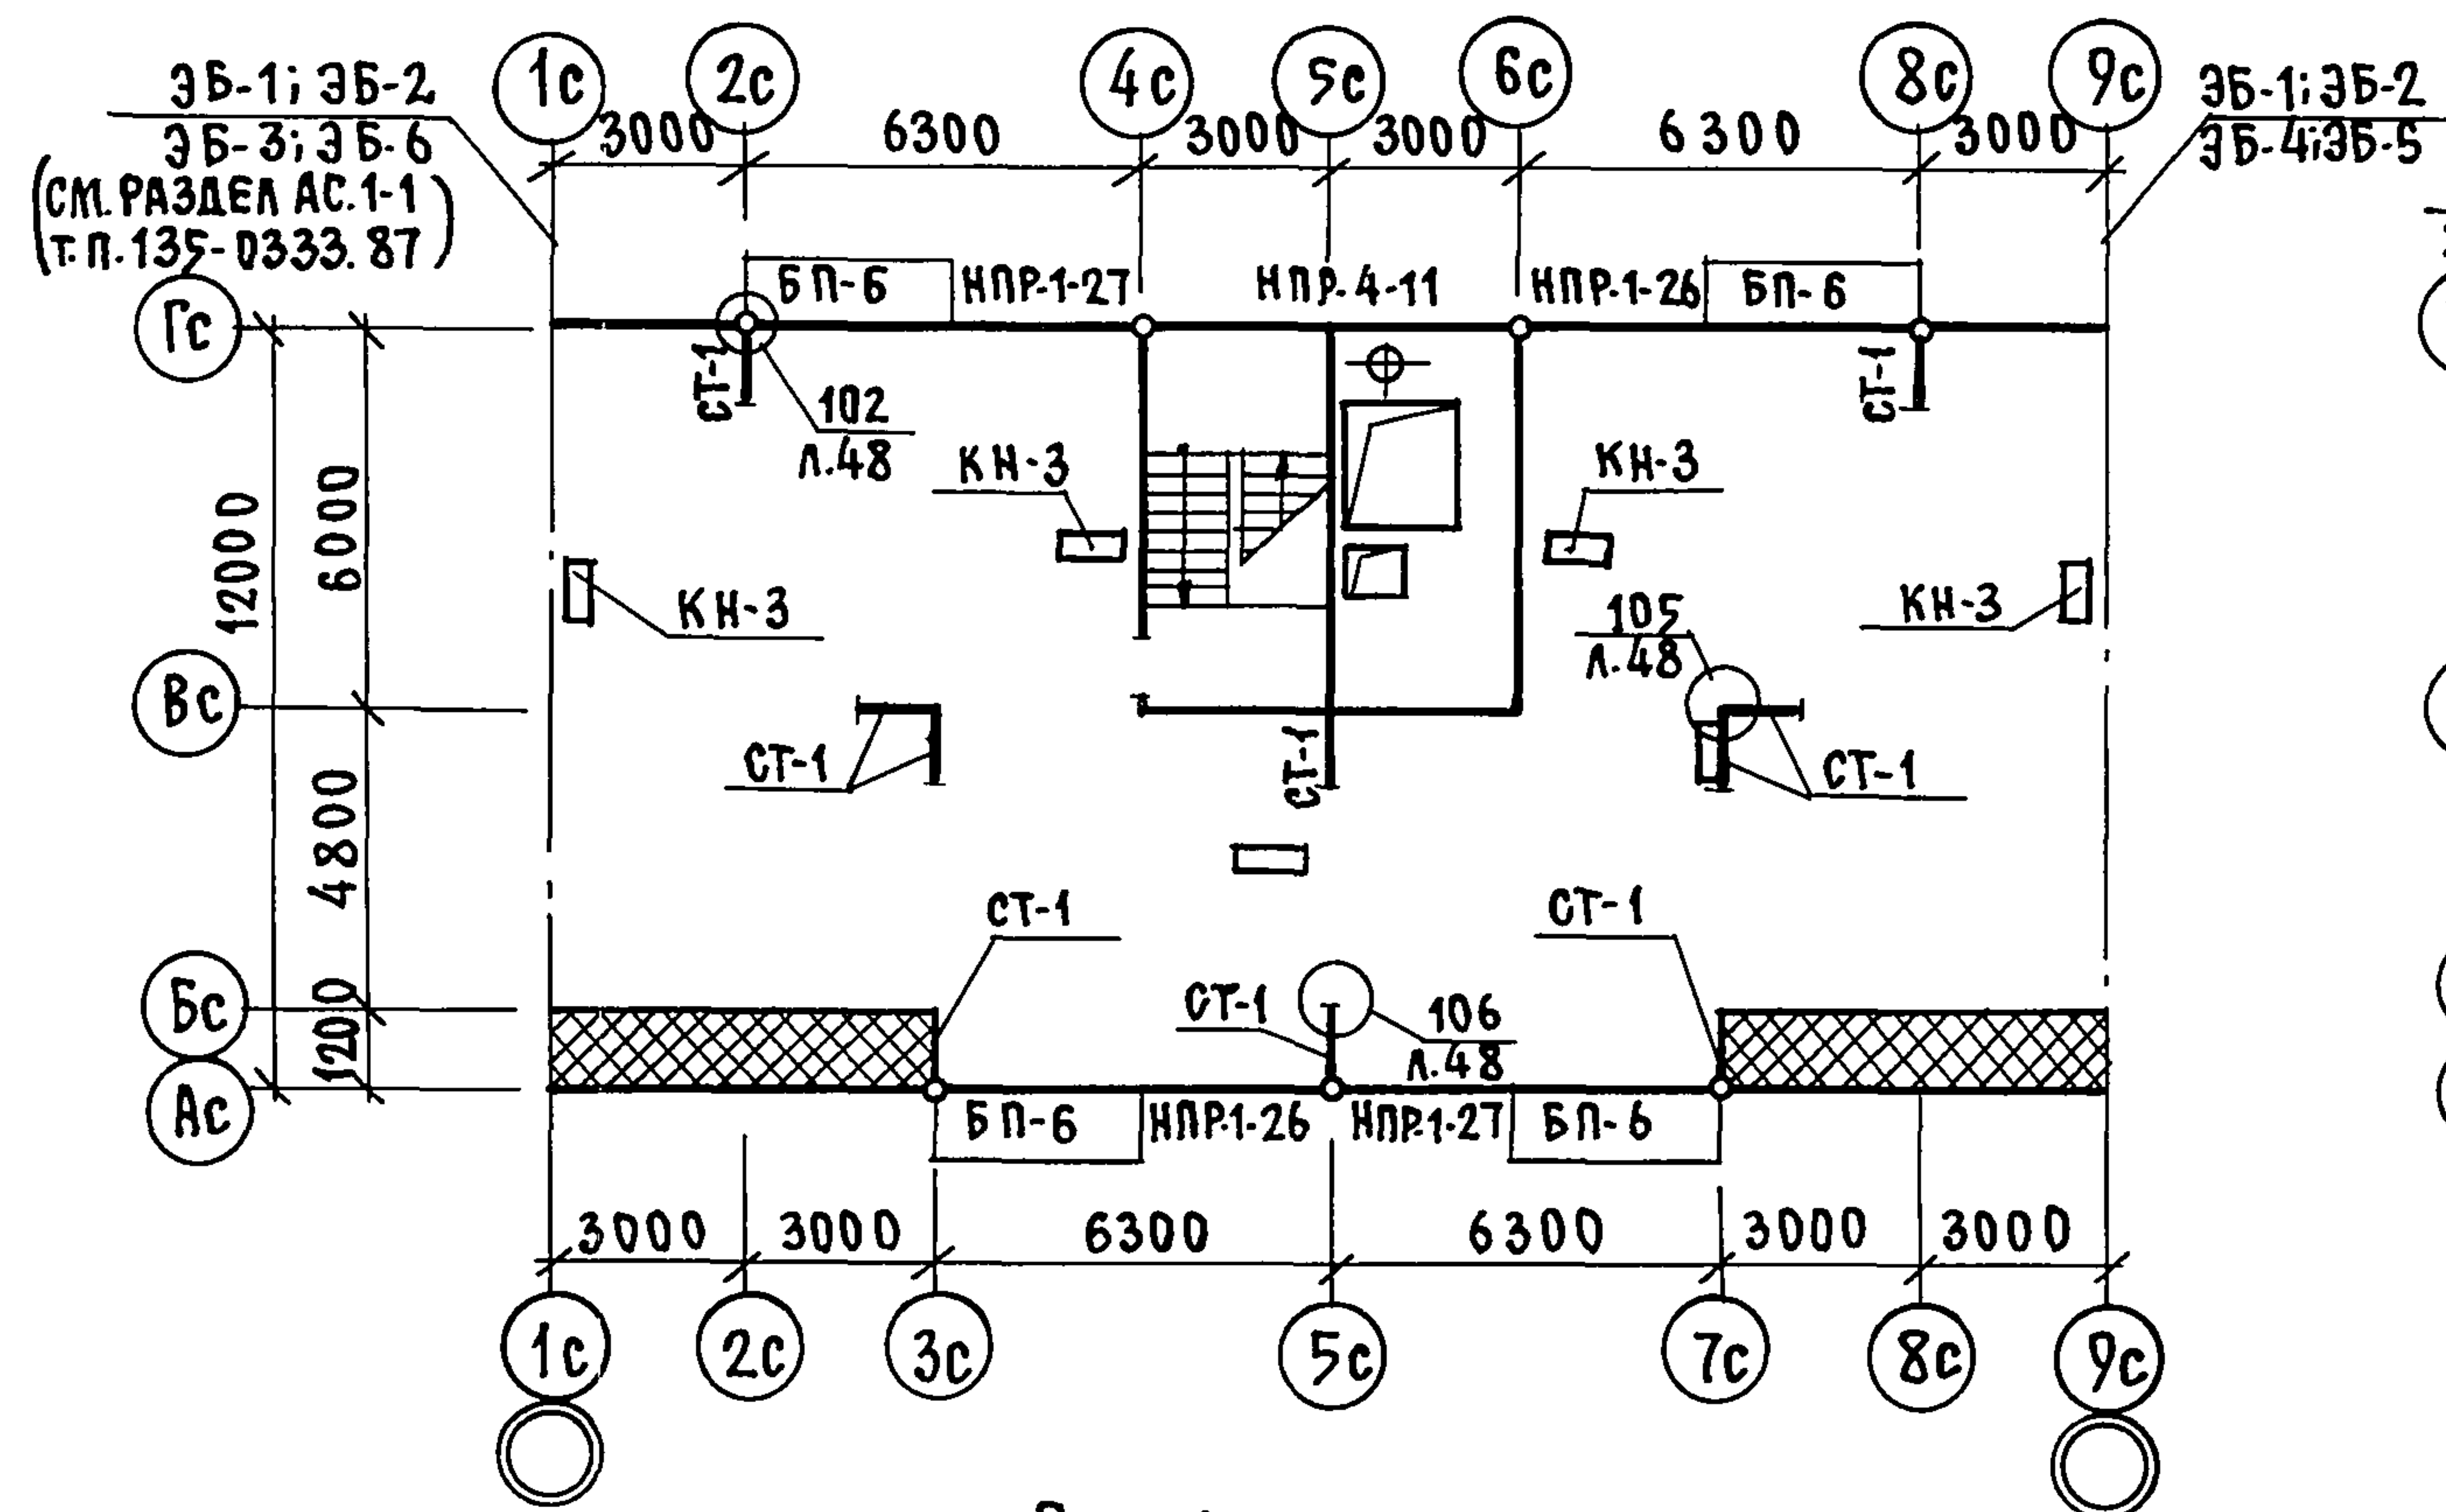 1с 2с 4с 5с 6с 8с 9с
ЭБ-1; ЭБ-2
ЭБ-3; ЭБ-6
(СМ. РАЗДЕЛ АС.1-1
Т.П.135-0333.87)
ЭБ-1; ЭБ-2
ЭБ-4; ЭБ-5
3000 6300 3000 3000 6300 3000
БП-6 НПР.1-27 НПР.4-11 НПР.1-26 БП-6
Гс
СТ-1
СТ-1
102
л.48
КН-3
КН-3
12000
6000
КН-3
КН-3
105
л.48
Вс
СТ-1
СТ-1
СТ-1
4800
СТ-1
СТ-1
Бс
1200
СТ-1
106
л.48
Ас
БП-6 НПР.1-26 НПР.1-27 БП-6
3000 3000 6300 6300 3000 3000
1с 2с 3с 5с 7с 8с 9с